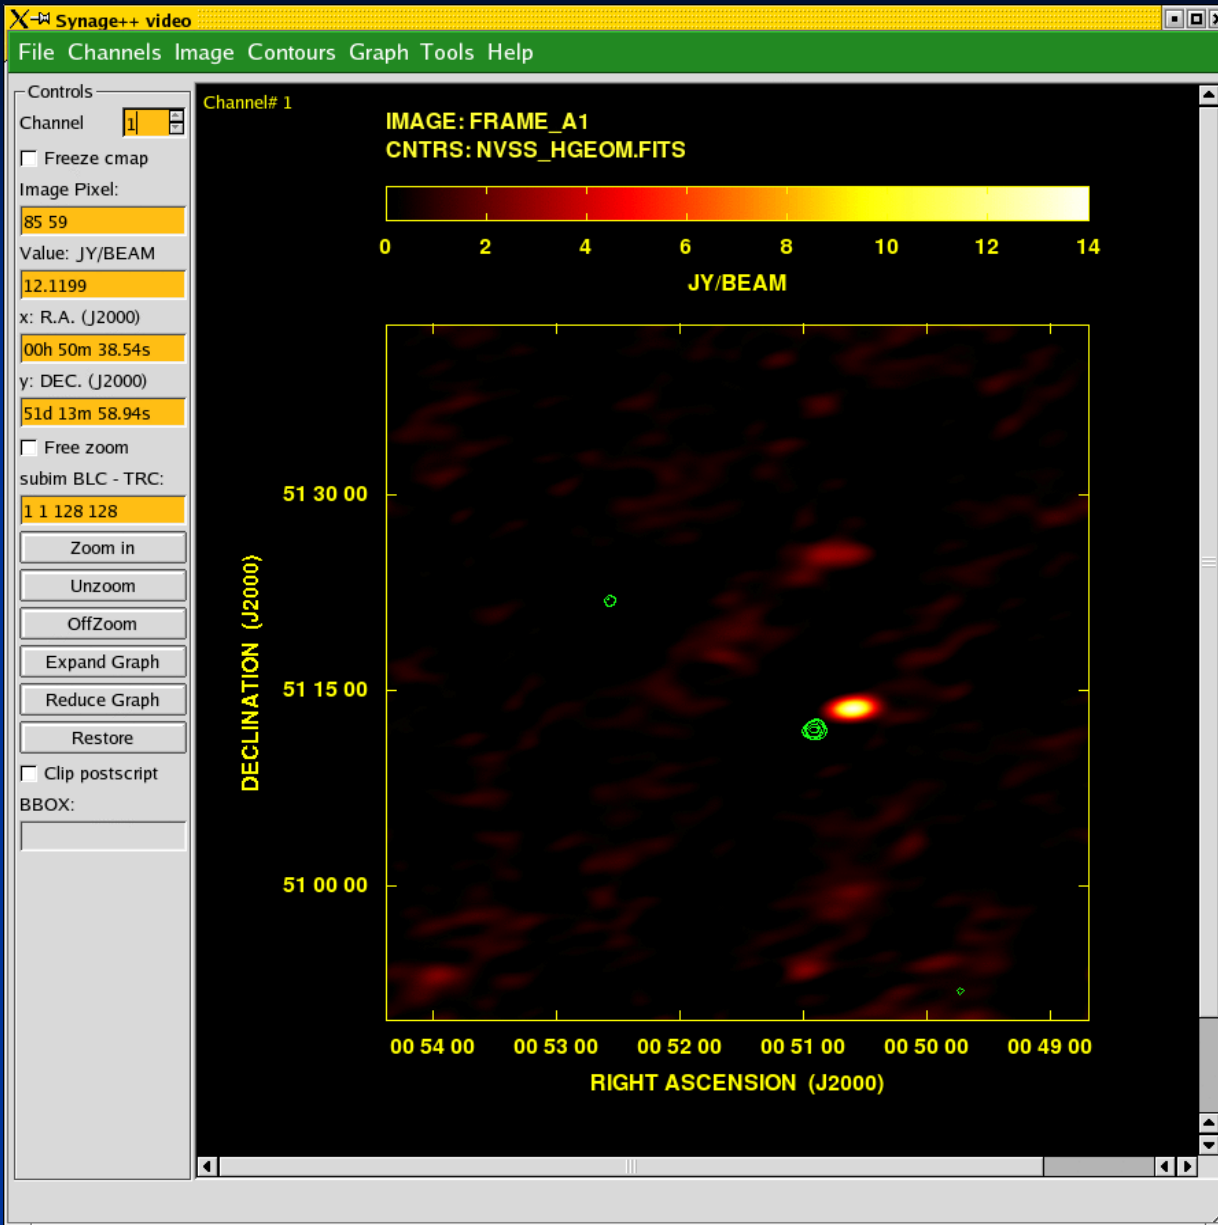 Synage++ video
File Channels Image Contours Graph Tools Help
Controls
Channel 1
Freeze cmap
Image Pixel:
85 59
Value: JY/BEAM
12.1199
x: R.A. (J2000)
00h 50m 38.54s
y: DEC. (J2000)
51d 13m 58.94s
Free zoom
subim BLC - TRC:
1 1 128 128
Zoom in
Unzoom
OffZoom
Expand Graph
Reduce Graph
Restore
Clip postscript
BBOX:
Channel# 1
IMAGE: FRAME_A1
CNTRS: NVSS_HGEOM.FITS
0 2 4 6 8 10 12 14
JY/BEAM
51 30 00
51 15 00
51 00 00
DECLINATION (J2000)
00 54 00 00 53 00 00 52 00 00 51 00 00 50 00 00 49 00
RIGHT ASCENSION (J2000)